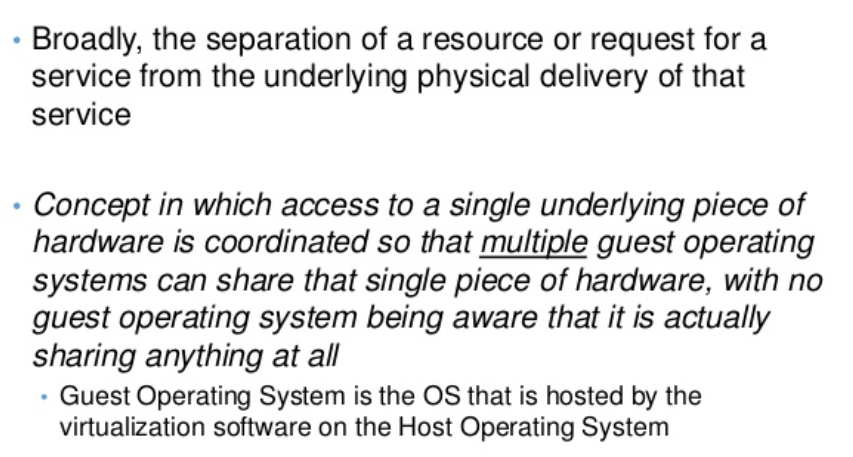 • Broadly, the separation of a resource or request for a
service from the underlying physical delivery of that
service
• Concept in which access to a single underlying piece of
hardware is coordinated so that multiple guest operating
systems can share that single piece of hardware, with no
guest operating system being aware that it is actually
sharing anything at all
• Guest Operating System is the OS that is hosted by the
virtualization software on the Host Operating System